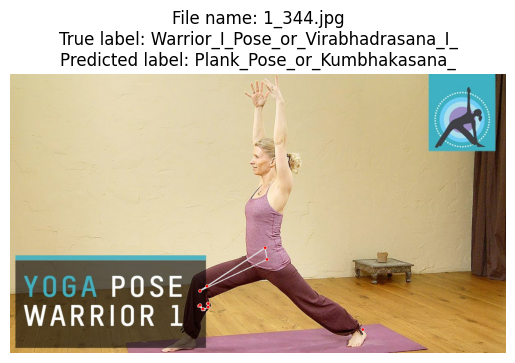 File name: 1_344.jpg
True label: Warrior_I_Pose_or_Virabhadrasana_I_
Predicted label: Plank_Pose_or_Kumbhakasana_
YOGA POSE
WARRIOR 1